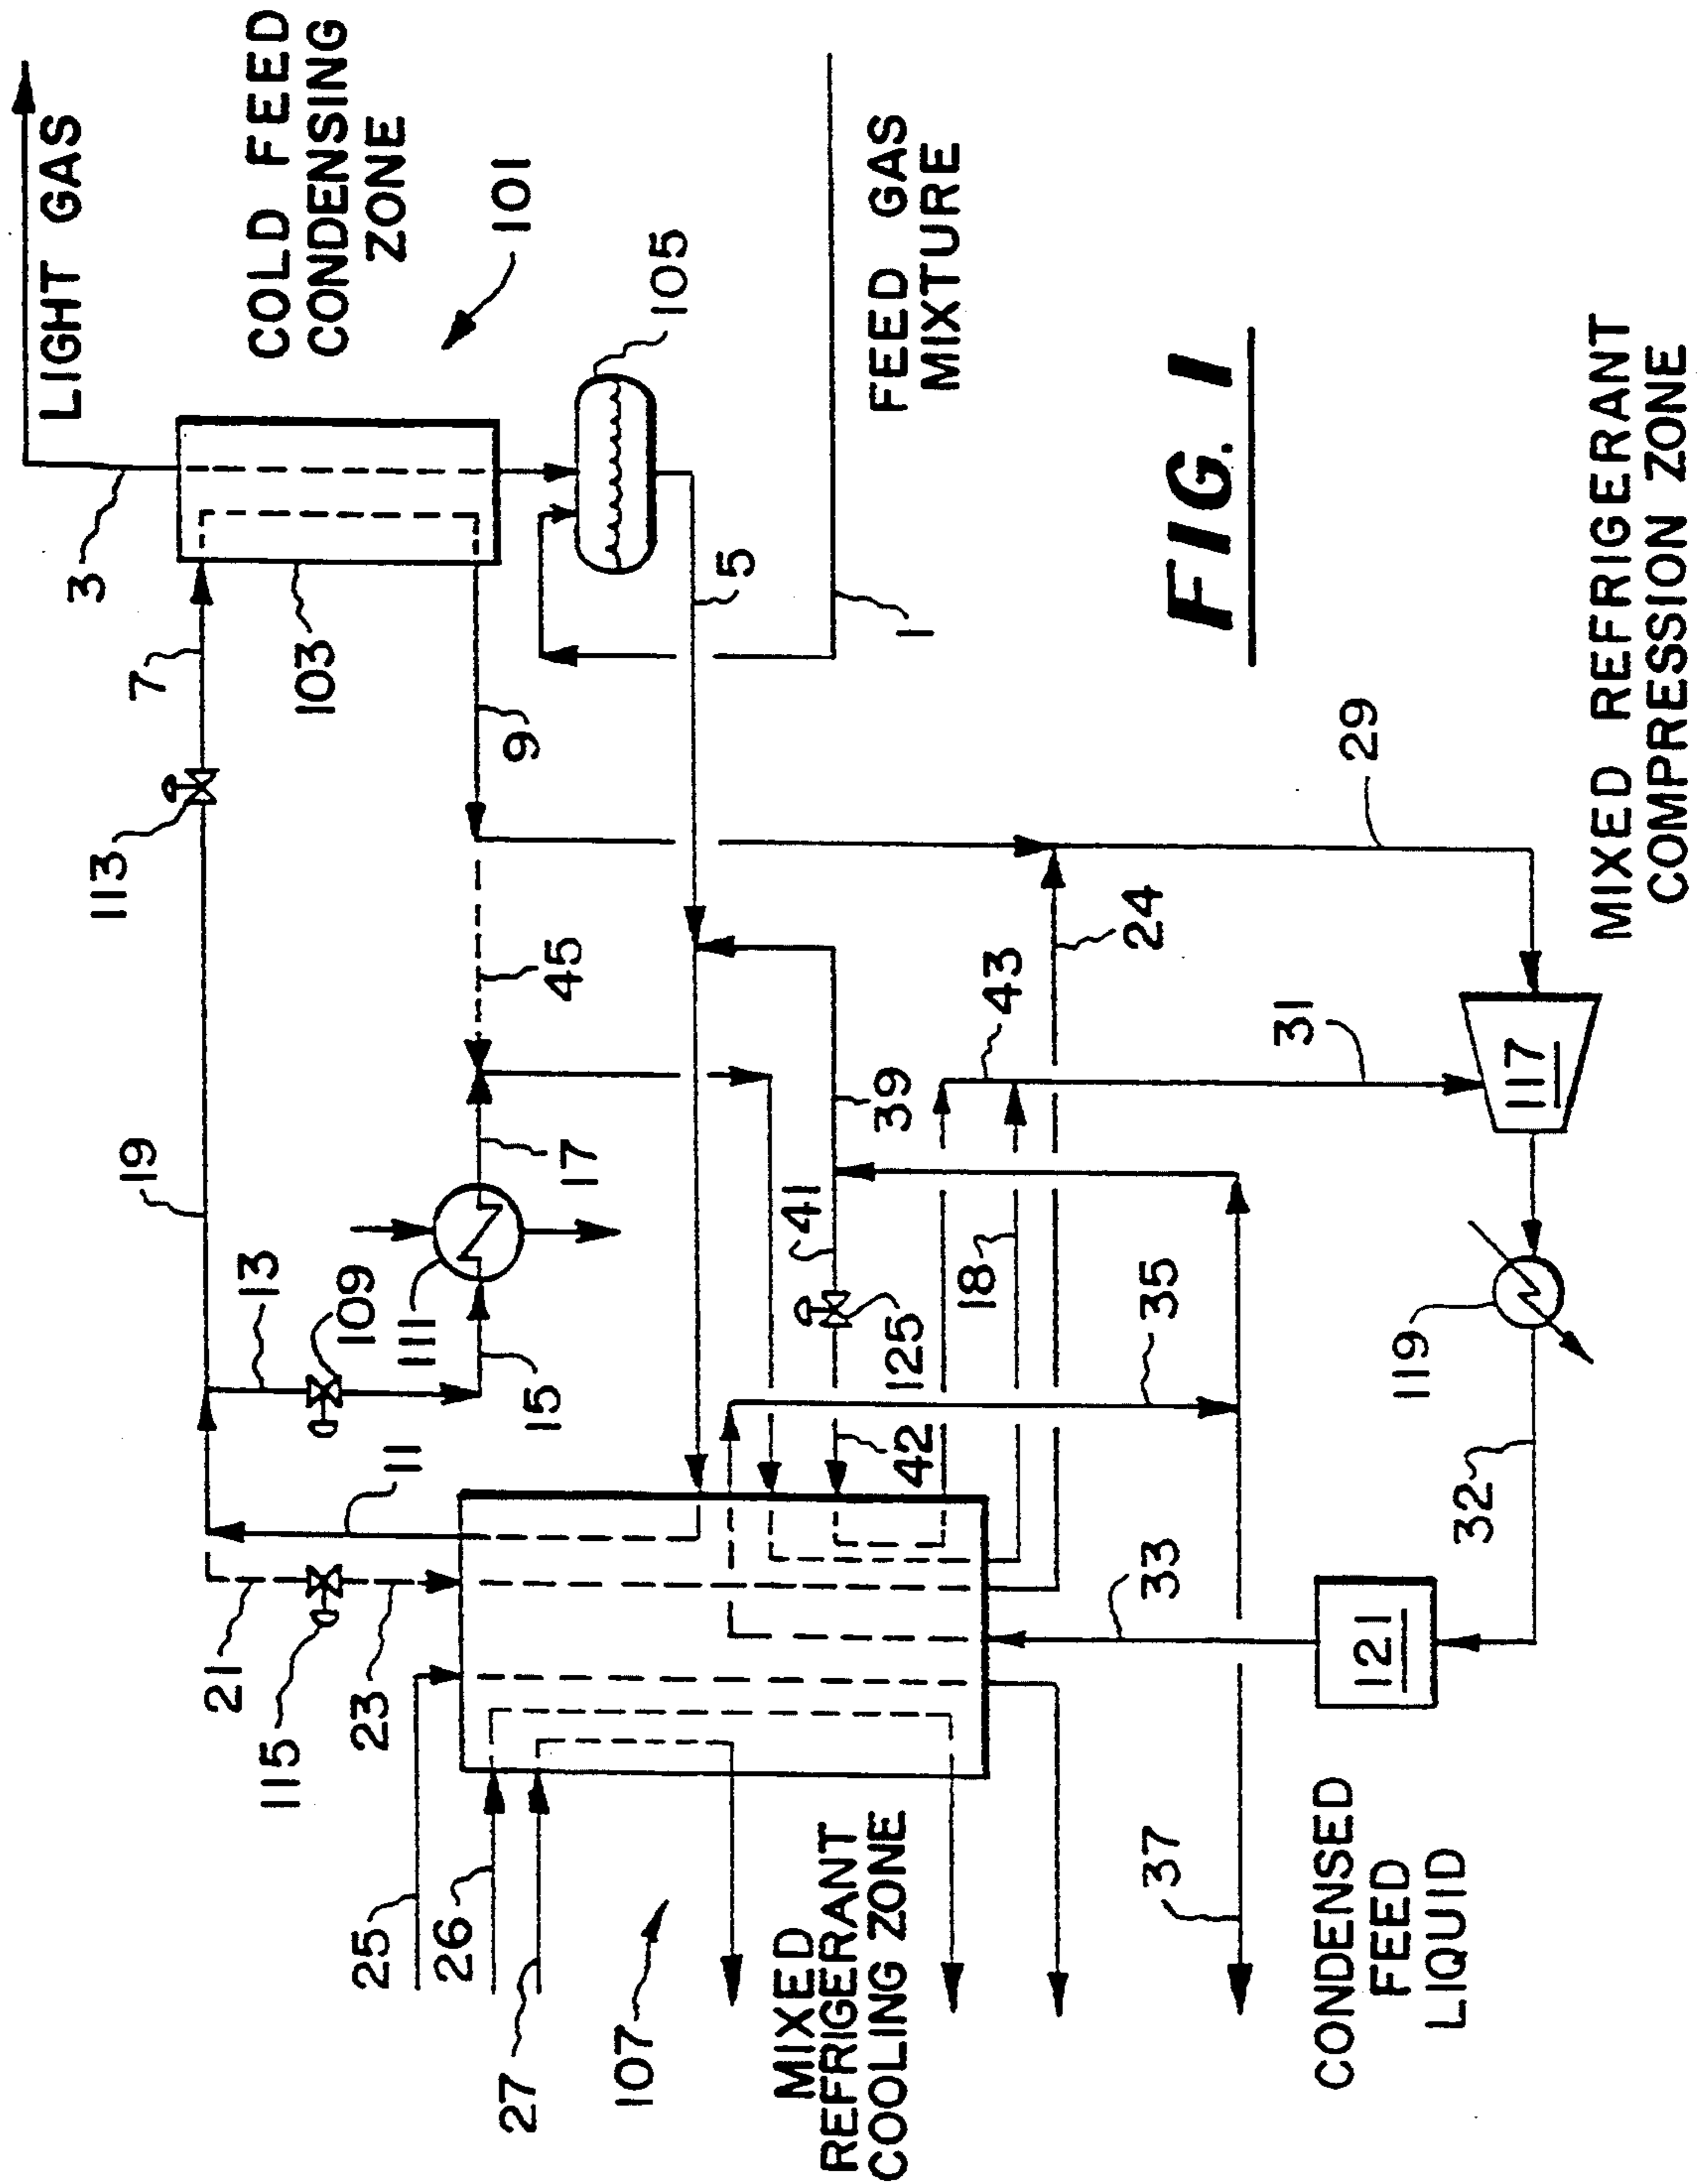 LIGHT GAS
3
7
113
19
13
21
115
COLD FEED
CONDENSING
ZONE
101
103
11
109
23
25
111
15
17
45
9
26
27
107
105
5
MIXED
REFRIGERANT
COOLING ZONE
41
39
125
42
FEED GAS
MIXTURE
1
18
43
24
35
33
37
FIG. 1
31
29
117
119
32
121
CONDENSED
FEED
LIQUID
MIXED REFRIGERANT
COMPRESSION ZONE